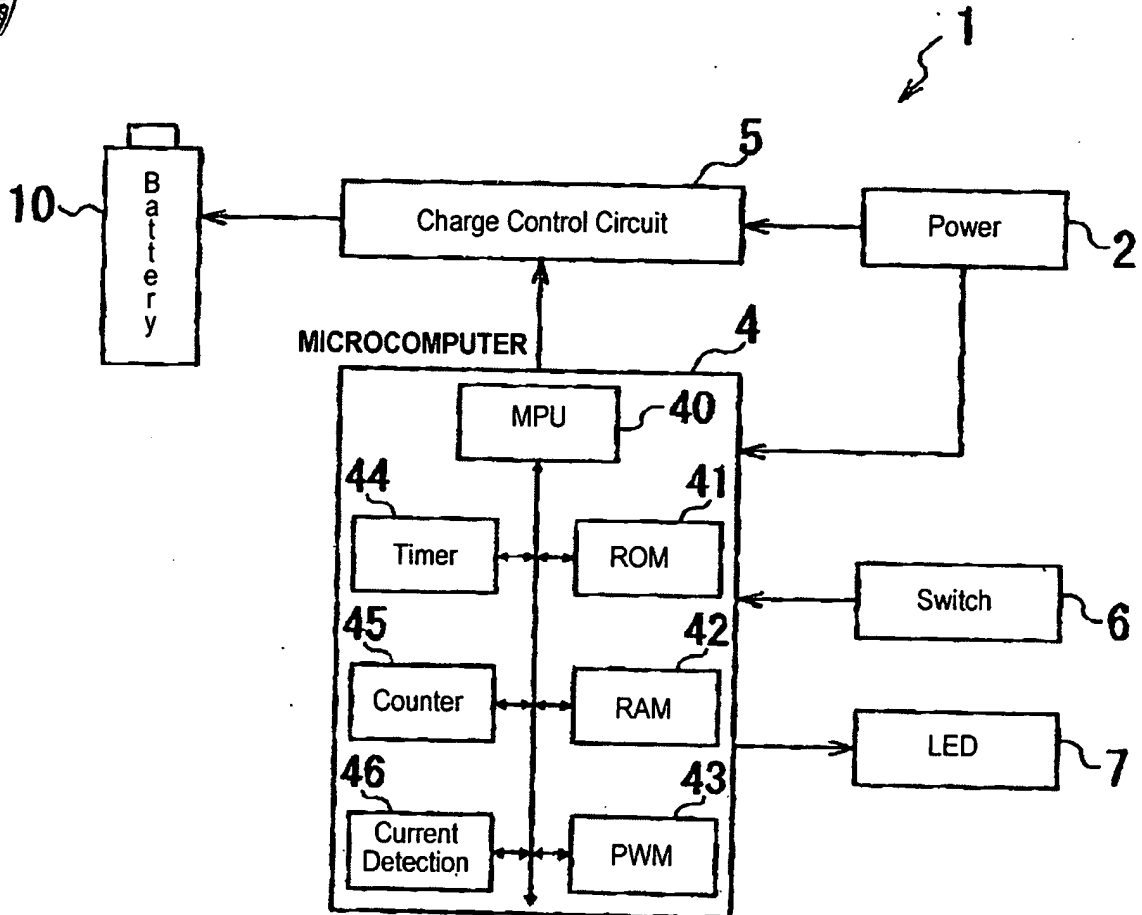 1
5
10
Battery
Charge Control Circuit
Power
2
MICROCOMPUTER
4
MPU
40
44
41
Timer
ROM
Switch
6
45
42
Counter
RAM
LED
7
46
43
Current
Detection
PWM